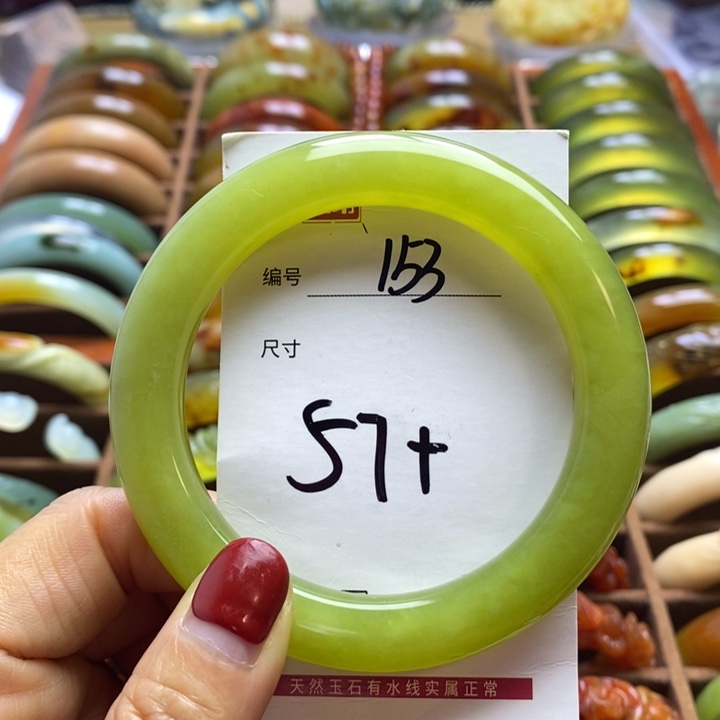 编号 153
尺寸
57+
天然玉石有水线实属正常